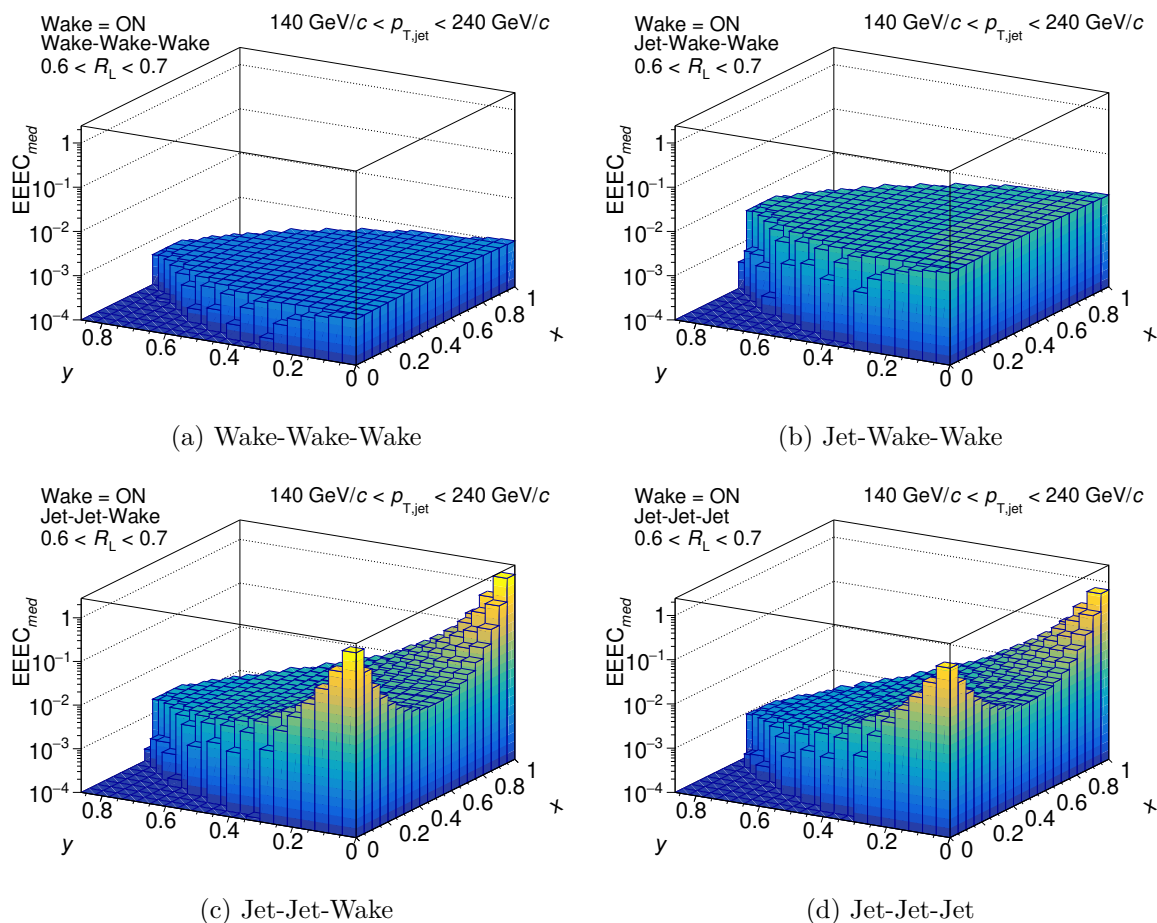 Wake = ON
Wake-Wake-Wake
0.6 < R_L < 0.7
140 GeV/c < p_T,jet < 240 GeV/c
EEEC_med
1
10^-1
10^-2
10^-3
10^-4
0.8
0.6
0.4
0.2
0
y
0
0.2
0.4
0.6
0.8
1
x
(a) Wake-Wake-Wake
Wake = ON
Jet-Wake-Wake
0.6 < R_L < 0.7
140 GeV/c < p_T,jet < 240 GeV/c
EEEC_med
1
10^-1
10^-2
10^-3
10^-4
0.8
0.6
0.4
0.2
0
y
0
0.2
0.4
0.6
0.8
1
x
(b) Jet-Wake-Wake
Wake = ON
Jet-Jet-Wake
0.6 < R_L < 0.7
140 GeV/c < p_T,jet < 240 GeV/c
EEEC_med
1
10^-1
10^-2
10^-3
10^-4
0.8
0.6
0.4
0.2
0
y
0
0.2
0.4
0.6
0.8
1
x
(c) Jet-Jet-Wake
Wake = ON
Jet-Jet-Jet
0.6 < R_L < 0.7
140 GeV/c < p_T,jet < 240 GeV/c
EEEC_med
1
10^-1
10^-2
10^-3
10^-4
0.8
0.6
0.4
0.2
0
y
0
0.2
0.4
0.6
0.8
1
x
(d) Jet-Jet-Jet